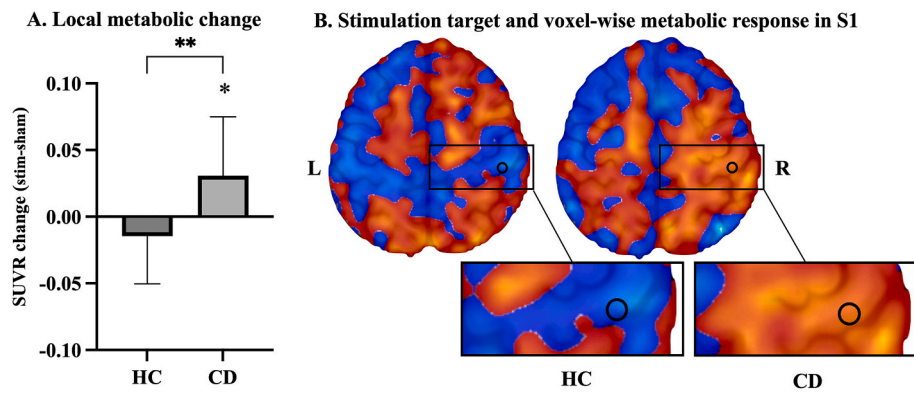 A. Local metabolic change
B. Stimulation target and voxel-wise metabolic response in S1
**
*
SUVR change (stim-sham)
0.10
0.05
0.00
-0.05
-0.10
HC
CD
L
R
HC
CD